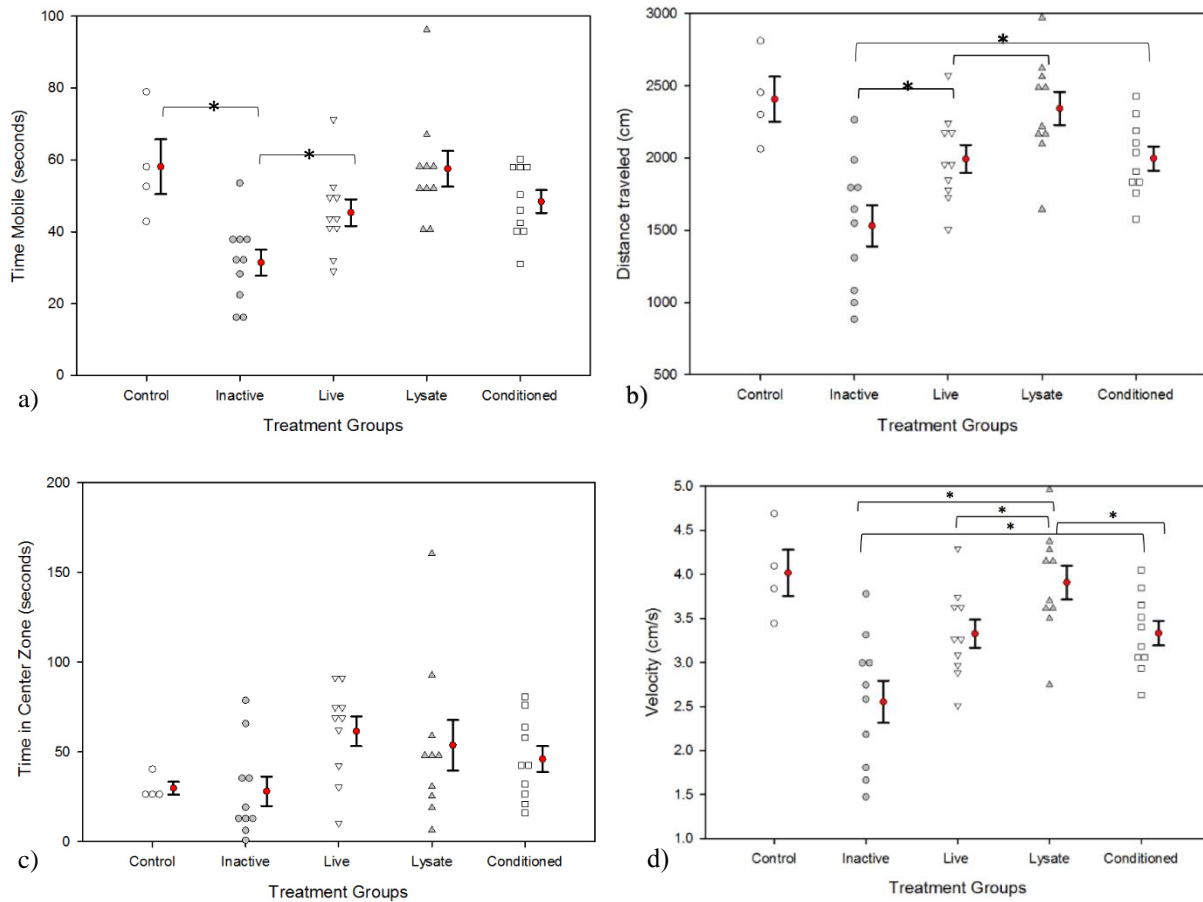 Time Mobile (seconds)
100
80
60
40
20
0
*
*
Control
Inactive
Live
Lysate
Conditioned
Treatment Groups
a)
Distance traveled (cm)
3000
2500
2000
1500
1000
500
*
*
Control
Inactive
Live
Lysate
Conditioned
Treatment Groups
b)
Time in Center Zone (seconds)
200
150
100
50
0
Control
Inactive
Live
Lysate
Conditioned
Treatment Groups
c)
Velocity (cm/s)
5.0
4.5
4.0
3.5
3.0
2.5
2.0
1.5
1.0
*
*
*
*
Control
Inactive
Live
Lysate
Conditioned
Treatment Groups
d)